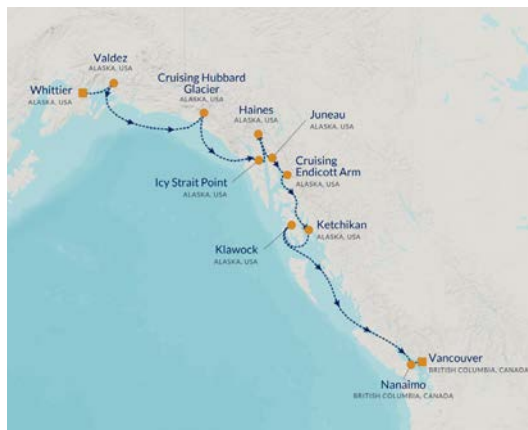 Valdez
ALASKA, USA
Whittier
ALASKA, USA
Cruising Hubbard
Glacier
ALASKA, USA
Haines
ALASKA, USA
Juneau
ALASKA, USA
Cruising
Endicott Arm
ALASKA, USA
Icy Strait Point
ALASKA, USA
Ketchikan
ALASKA, USA
Klawock
ALASKA, USA
Vancouver
BRITISH COLUMBIA, CANADA
Nanaimo
BRITISH COLUMBIA, CANADA